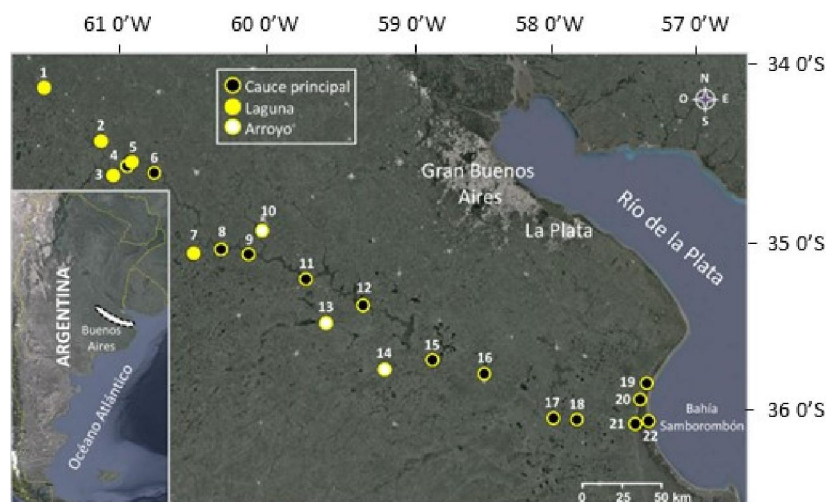 61 0'W 60 0'W 59 0'W 58 0'W 57 0'W
34 0'S
35 0'S
36 0'S
Cauce principal
Laguna
Arroyo
N
O E
S
1
2
3
4
5
6
7
8
9
10
11
12
13
14
15
16
17
18
19
20
21
22
Gran Buenos
Aires
La Plata
Río de la Plata
Bahía
Samborombón
ARGENTINA
Buenos
Aires
Océano Atlántico
0 25 50 km